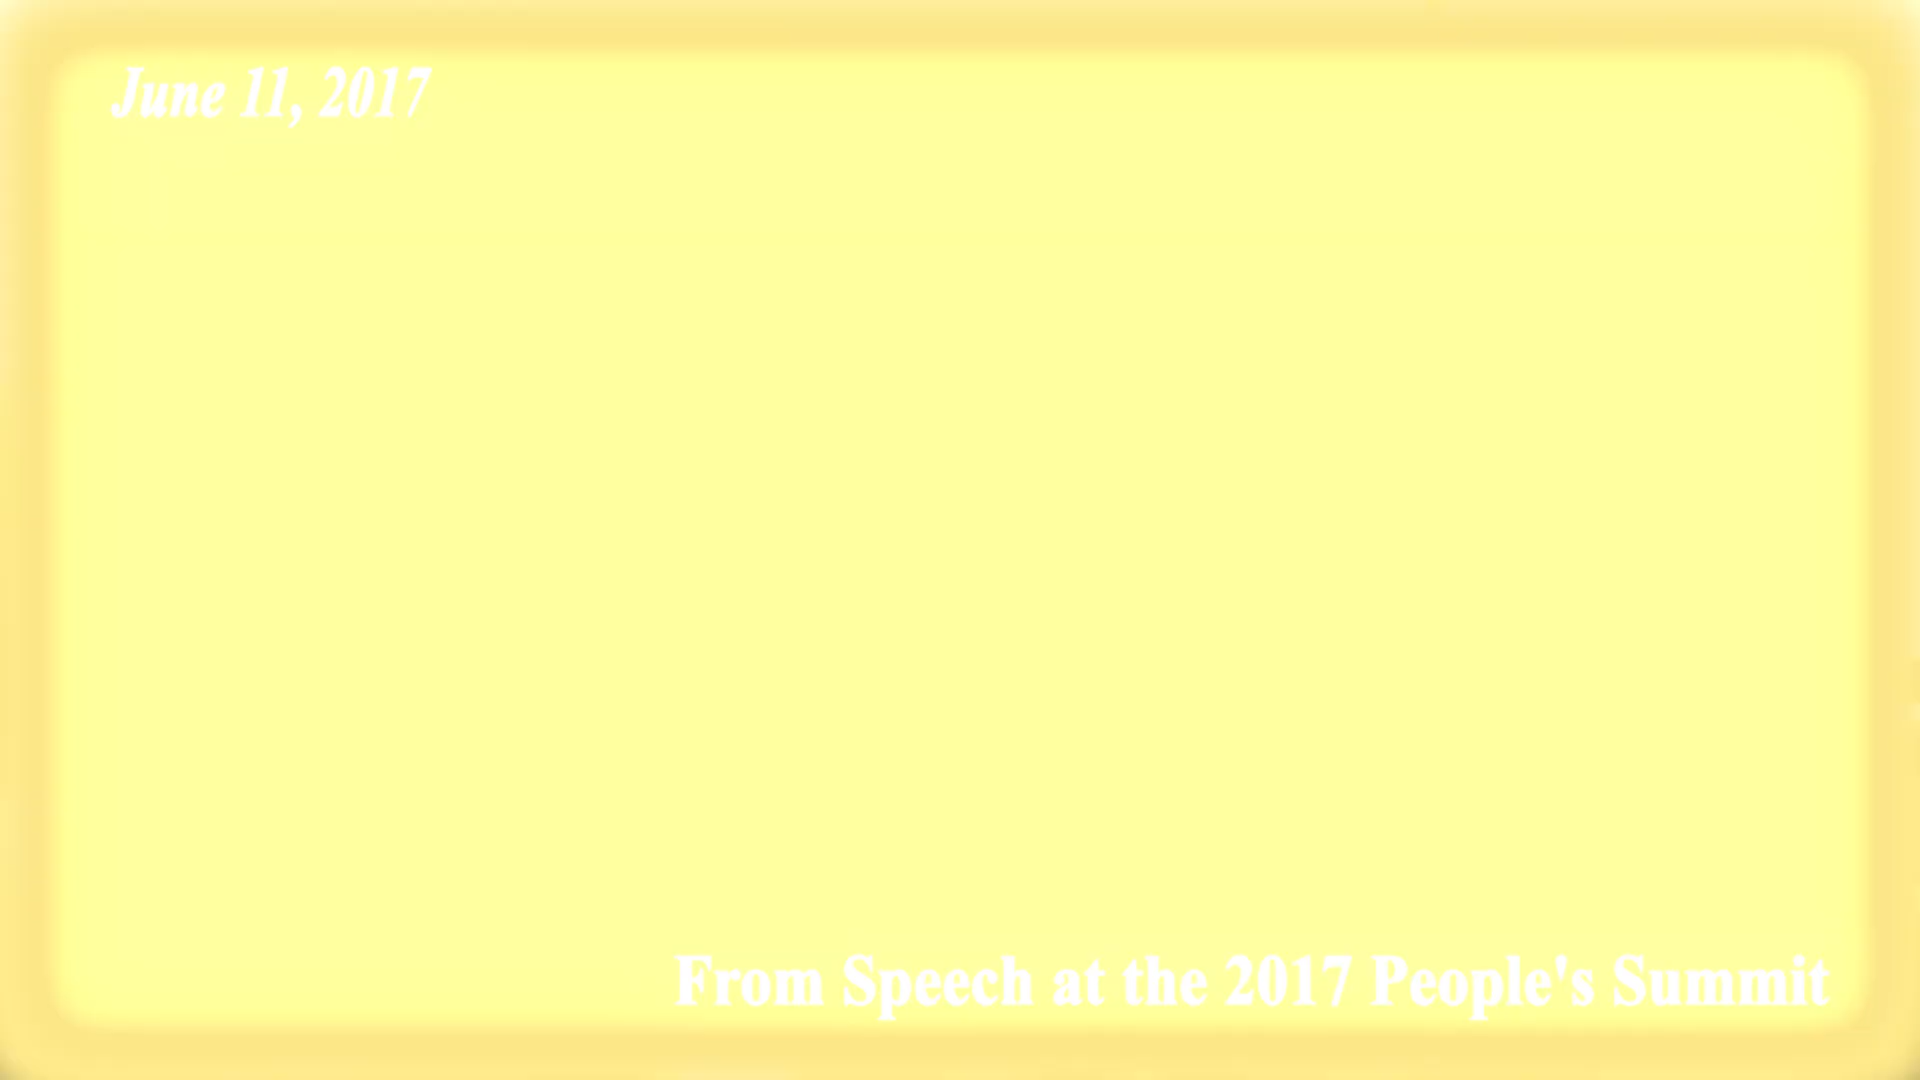 June 11, 2017
From Speech at the 2017 People's Summit